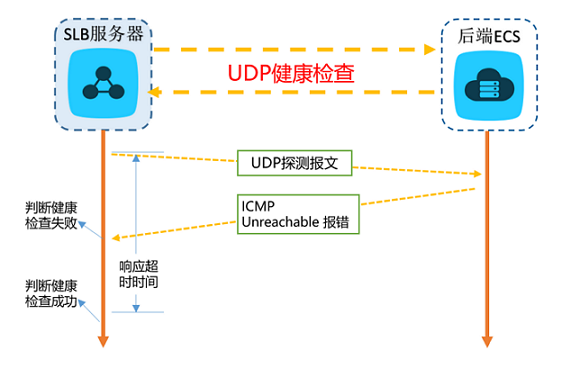 SLB服务器
后端ECS
UDP健康检查
UDP探测报文
ICMP
Unreachable 报错
判断健康
检查失败
响应超
时时间
判断健康
检查成功